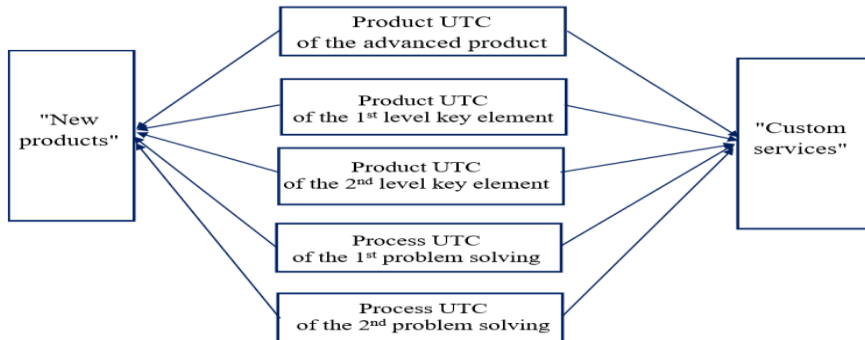 "New
products"
Product UTC
of the advanced product
Product UTC
of the 1st level key element
Product UTC
of the 2nd level key element
Process UTC
of the 1st problem solving
Process UTC
of the 2nd problem solving
"Custom
services"